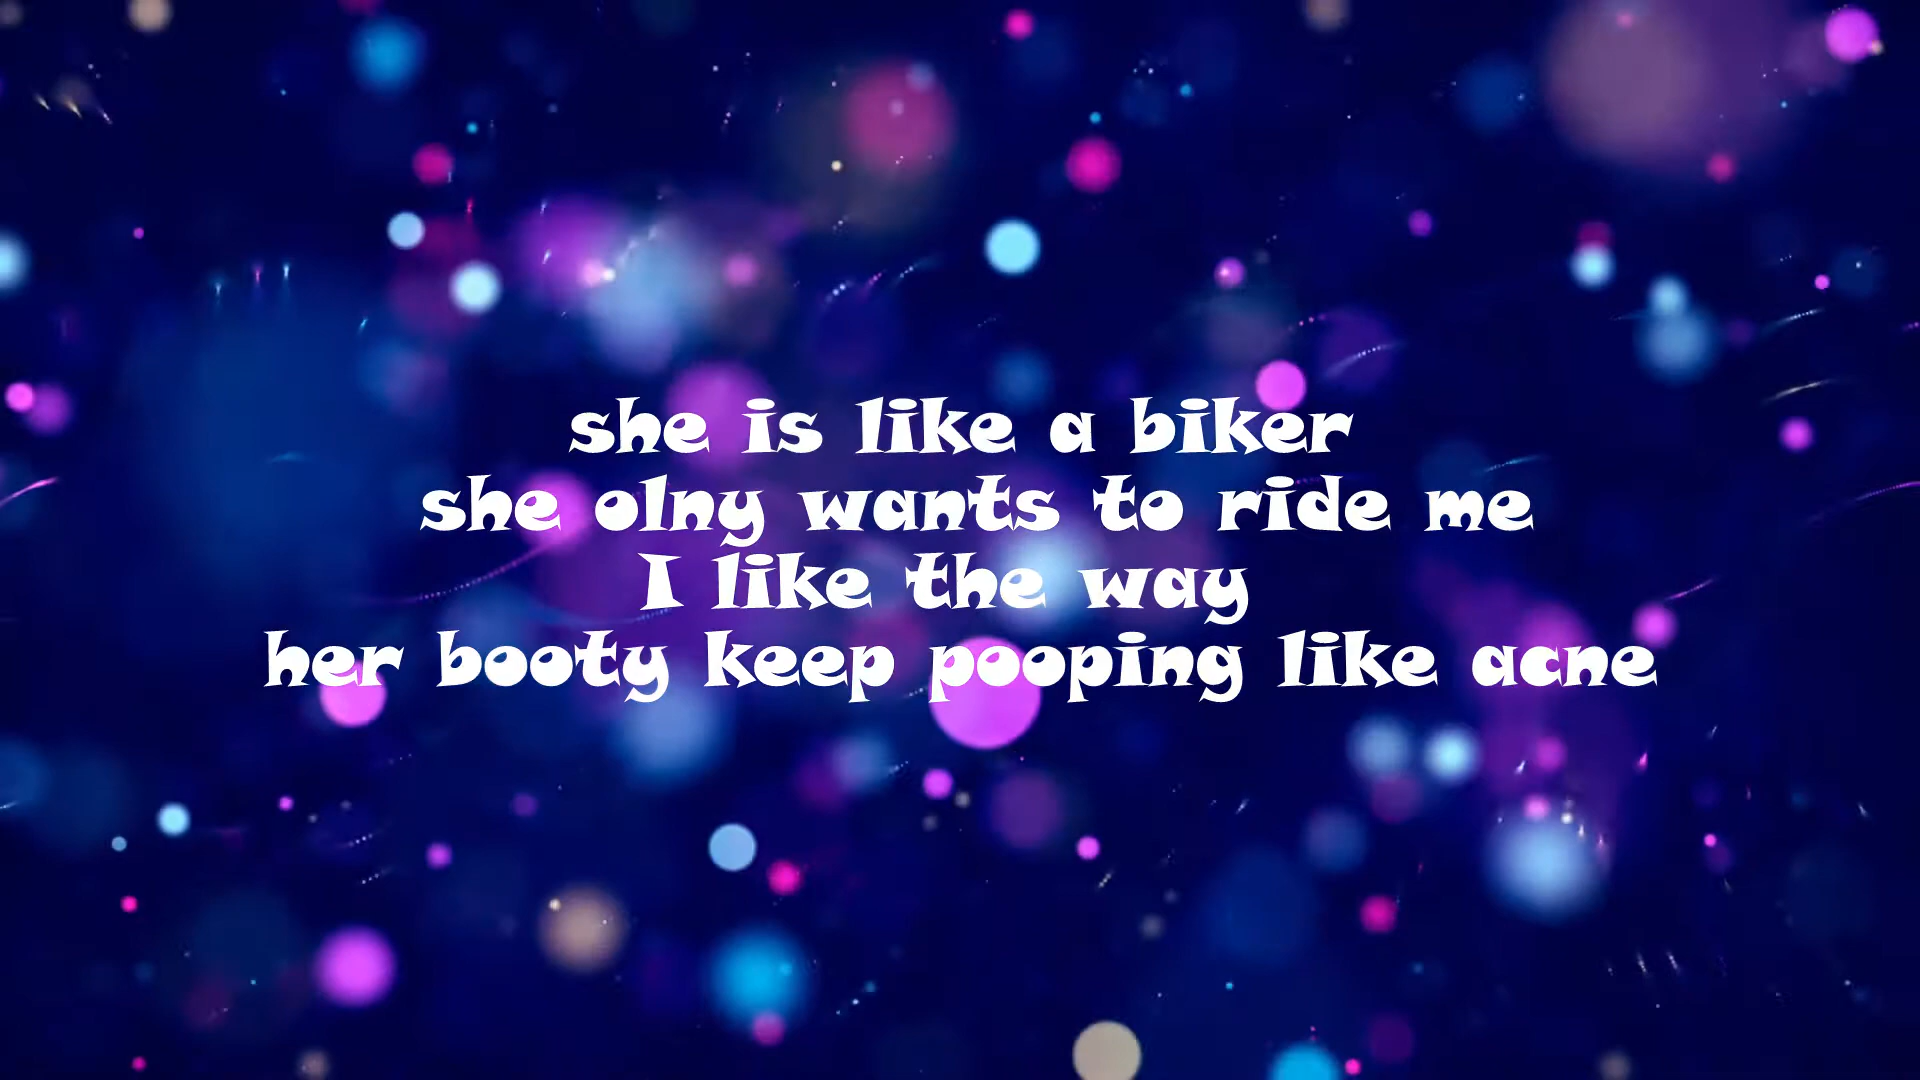 she is like a biker
she olny wants to ride me
I like the way
her booty keep pooping like acne